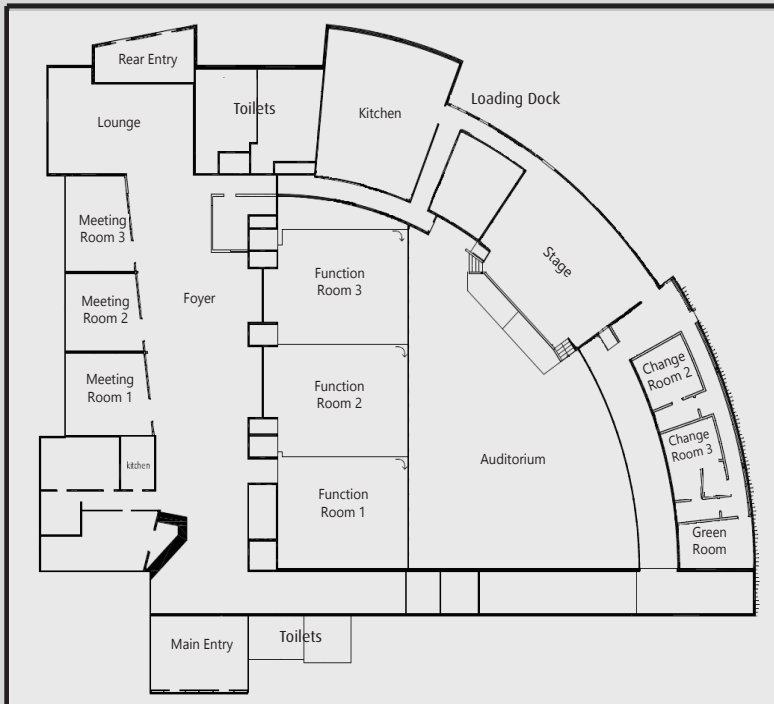 Rear Entry
Lounge
Toilets
Kitchen
Loading Dock
Meeting
Room 3
Foyer
Function
Room 3
Stage
Meeting
Room 2
Meeting
Room 1
Function
Room 2
Change
Room 2
kitchen
Auditorium
Change
Room 3
Function
Room 1
Green
Room
Main Entry
Toilets